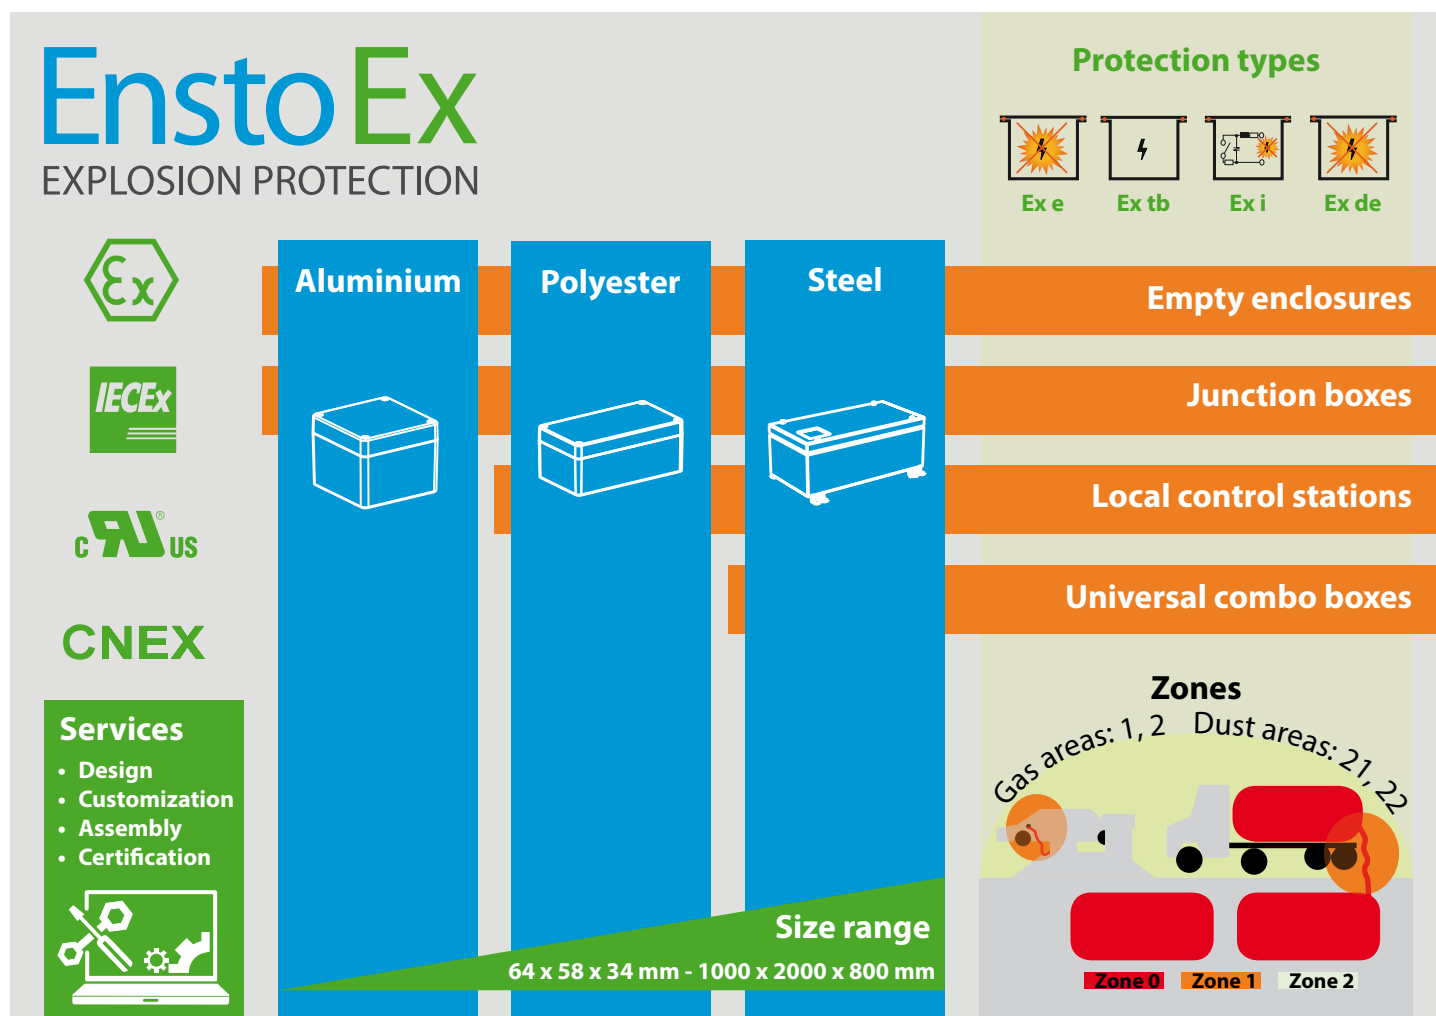 EnstoEx
EXPLOSION PROTECTION
Protection types
Ex e
Ex tb
Ex i
Ex de
Ex
IECEx
C RU ® US
CNEX
Aluminium
Polyester
Steel
Empty enclosures
Junction boxes
Local control stations
Universal combo boxes
Services
• Design
• Customization
• Assembly
• Certification
Size range
64 x 58 x 34 mm - 1000 x 2000 x 800 mm
Zones
Gas areas: 1, 2
Dust areas: 21, 22
Zone 0
Zone 1
Zone 2